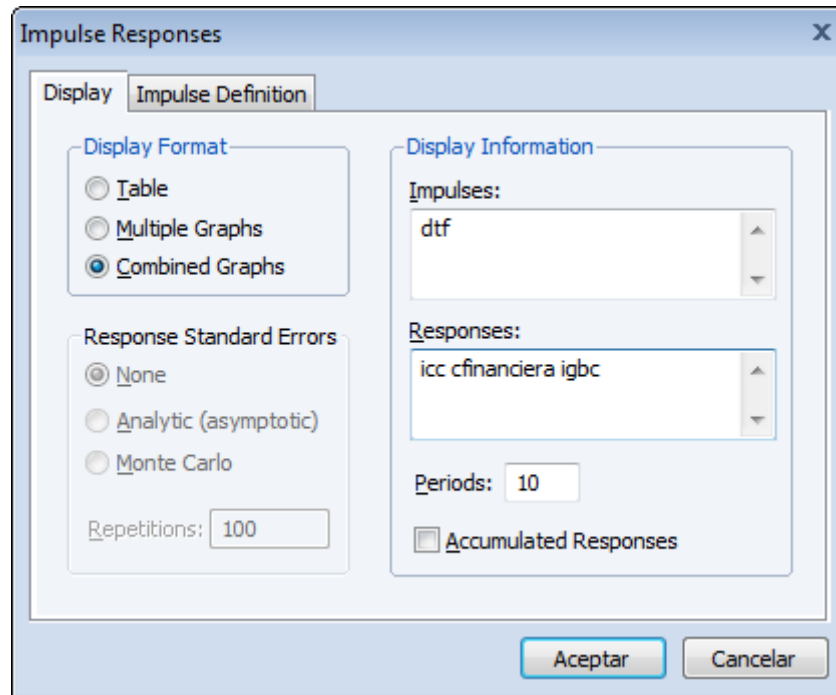 Impulse Responses
Display
Impulse Definition
Display Format
Table
Multiple Graphs
Combined Graphs
Response Standard Errors
None
Analytic (asymptotic)
Monte Carlo
Repetitions: 100
Display Information
Impulses:
dtf
Responses:
icc cfinanciera igbc
Periods: 10
Accumulated Responses
Aceptar
Cancelar